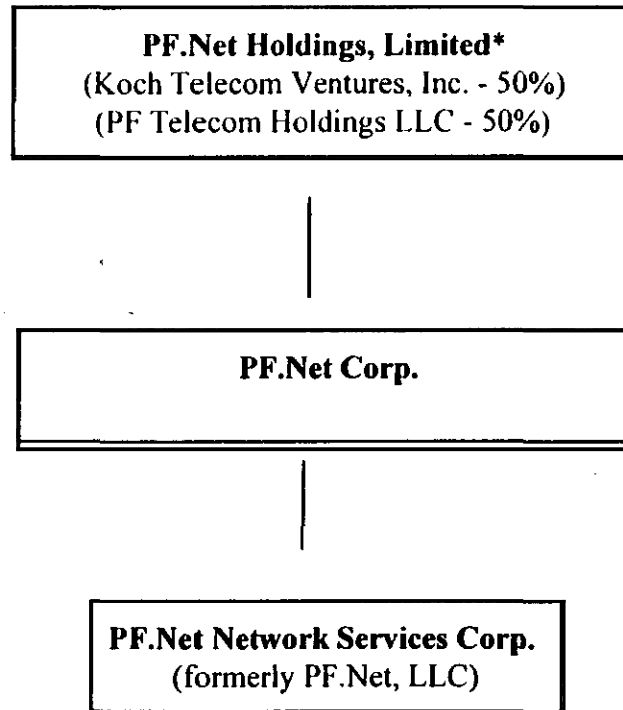 PF.Net Holdings, Limited*
(Koch Telecom Ventures, Inc. - 50%)
(PF Telecom Holdings LLC - 50%)
PF.Net Corp.
PF.Net Network Services Corp.
(formerly PF.Net, LLC)